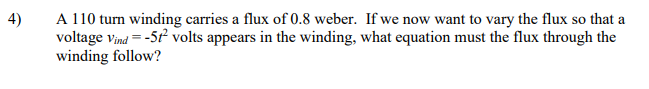 4) A 110 turn winding carries a flux of 0.8 weber. If we now want to vary the flux so that a
voltage vind = -5t² volts appears in the winding, what equation must the flux through the
winding follow?